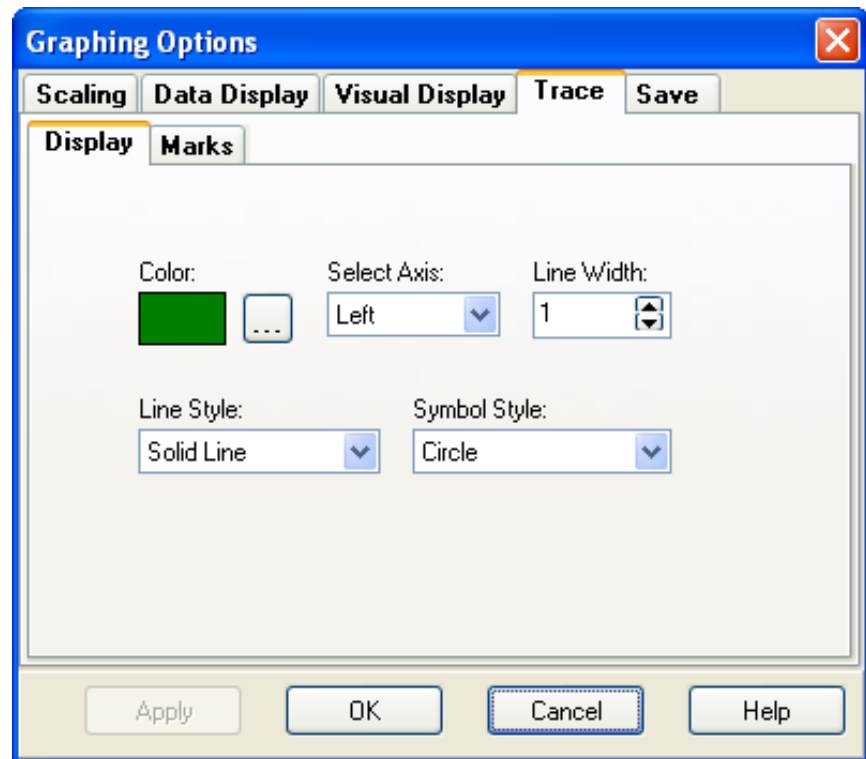 Graphing Options
Scaling Data Display Visual Display Trace Save
Display Marks
Color: Select Axis: Line Width:
... Left 1
Line Style: Symbol Style:
Solid Line Circle
Apply OK Cancel Help